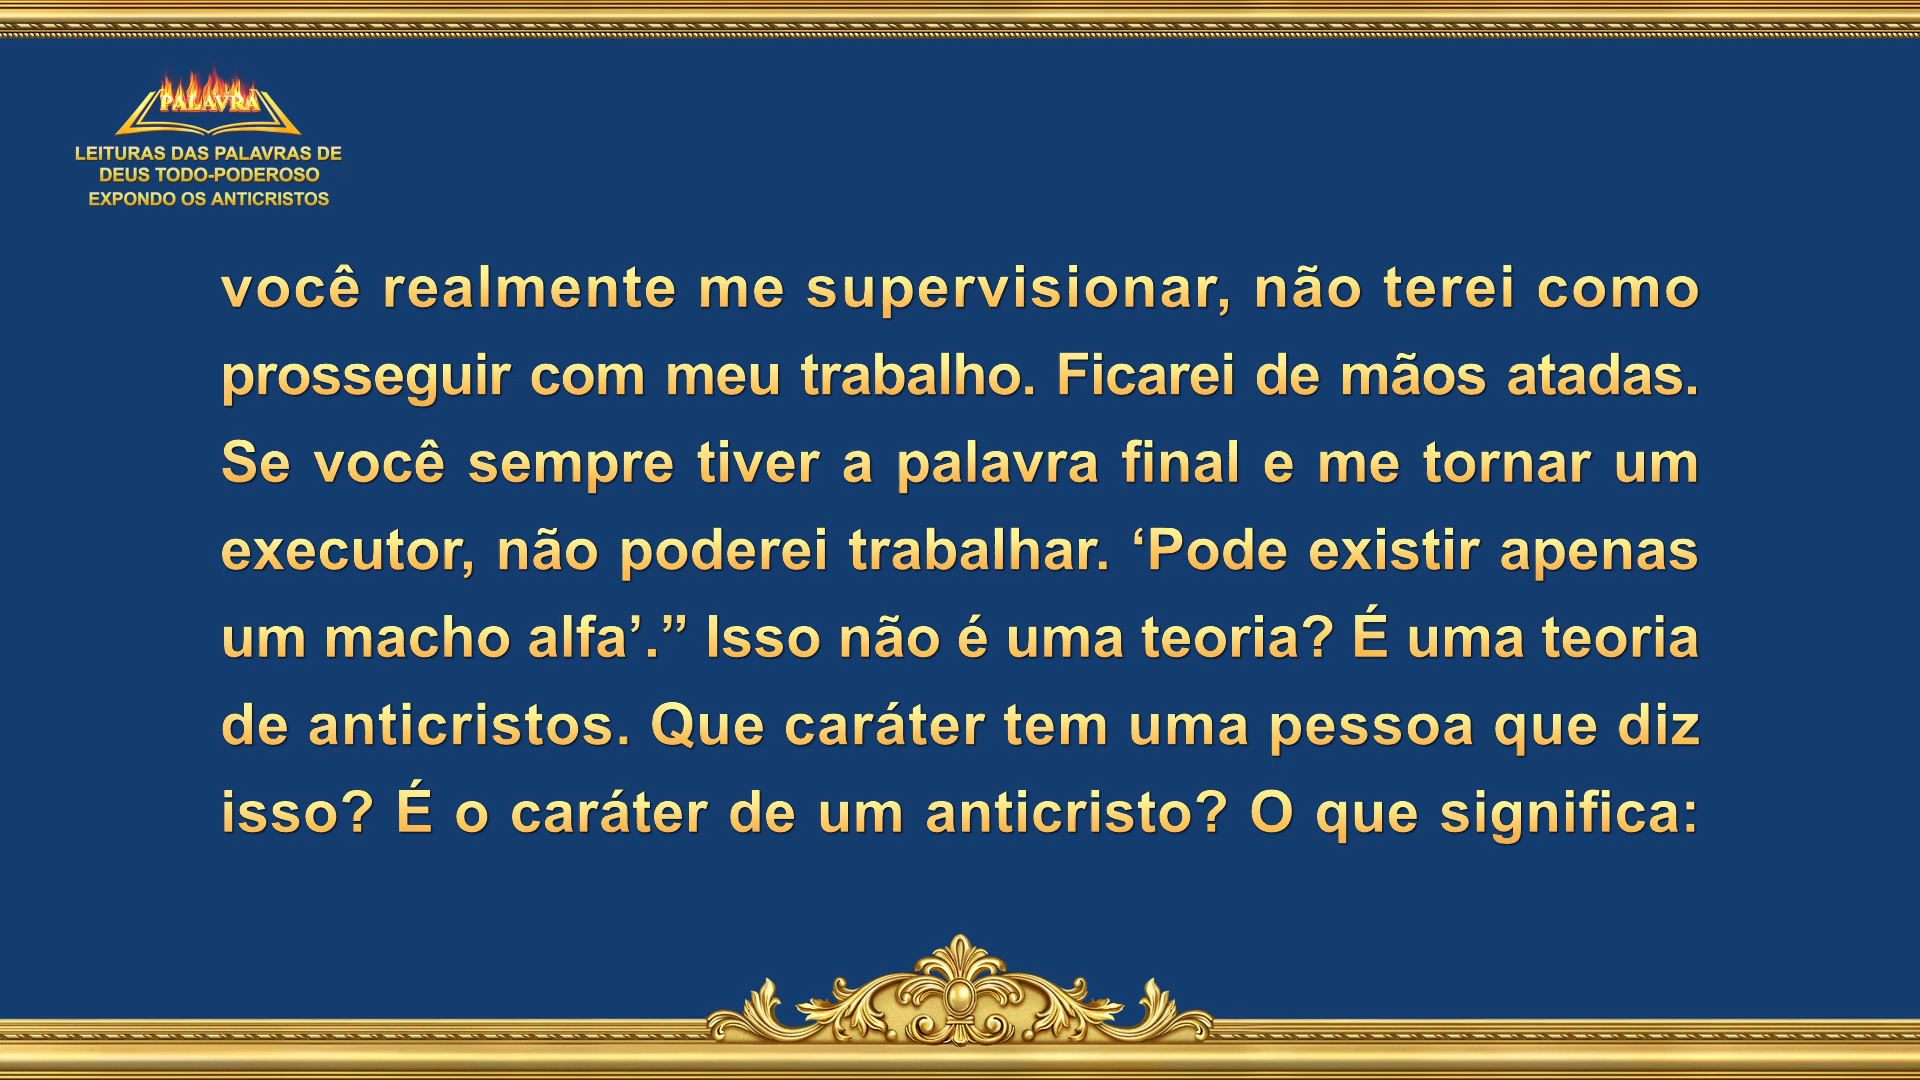 PALAVRA
LEITURAS DAS PALAVRAS DE
DEUS TODO-PODEROSO
EXPONDO OS ANTICRISTOS
você realmente me supervisionar, não terei como
prosseguir com meu trabalho. Ficarei de mãos atadas.
Se você sempre tiver a palavra final e me tornar um
executor, não poderei trabalhar. ‘Pode existir apenas
um macho alfa’.” Isso não é uma teoria? É uma teoria
de anticristos. Que caráter tem uma pessoa que diz
isso? É o caráter de um anticristo? O que significa: